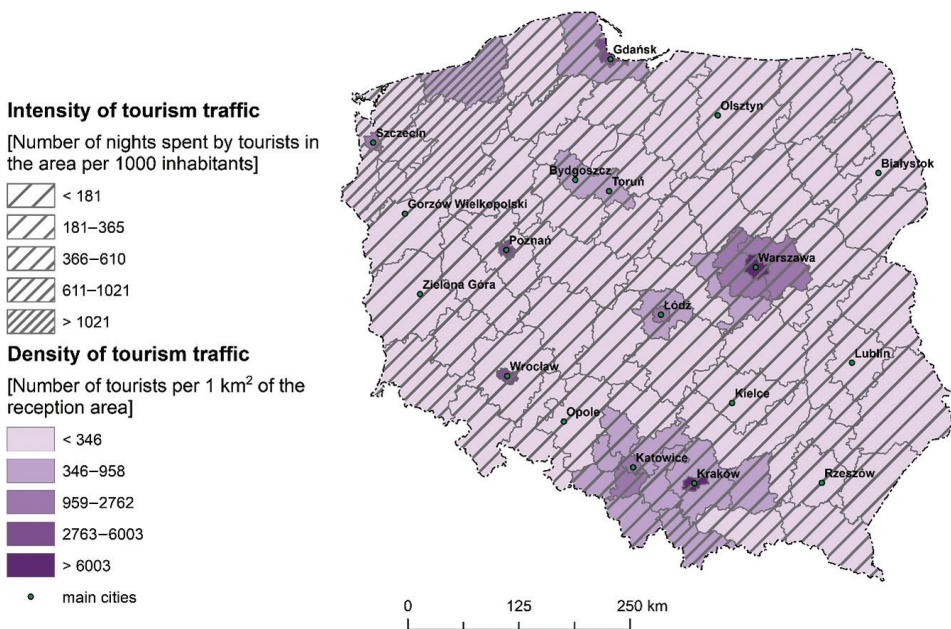 Intensity of tourism traffic
[Number of nights spent by tourists in
the area per 1000 inhabitants]
< 181
181–365
366–610
611–1021
> 1021
Density of tourism traffic
[Number of tourists per 1 km² of the
reception area]
< 346
346–958
959–2762
2763–6003
> 6003
main cities
Gdańsk
Olsztyn
Szczecin
Białystok
Bydgoszcz
Toruń
Gorzów Wielkopolski
Poznań
Warszawa
Zielona Góra
Łódź
Lublin
Wrocław
Kielce
Opole
Katowice
Kraków
Rzeszów
0 125 250 km